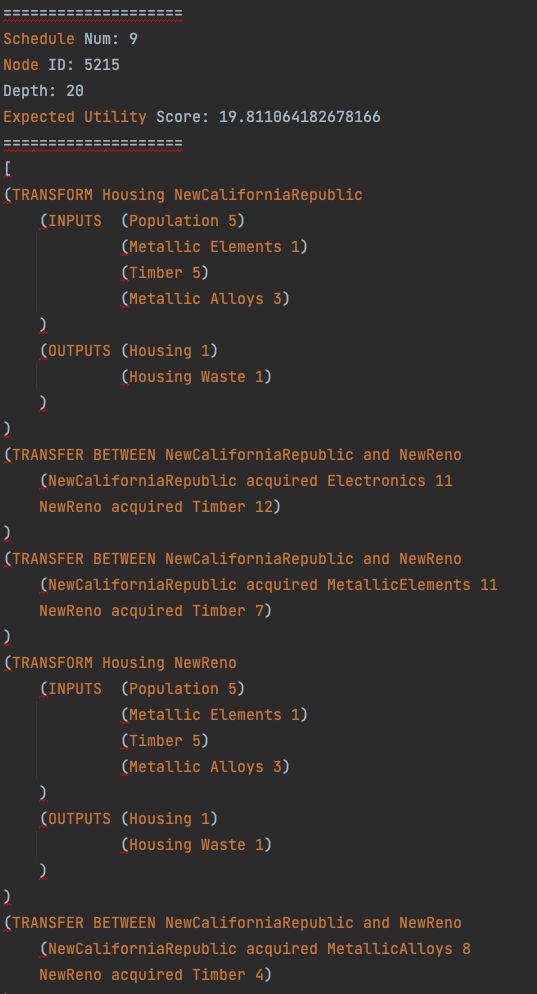 ====================
Schedule Num: 9
Node ID: 5215
Depth: 20
Expected Utility Score: 19.811064182678166
====================
[
(TRANSFORM Housing NewCaliforniaRepublic
    (INPUTS  (Population 5)
             (Metallic Elements 1)
             (Timber 5)
             (Metallic Alloys 3)
    )
    (OUTPUTS (Housing 1)
             (Housing Waste 1)
    )
)
(TRANSFER BETWEEN NewCaliforniaRepublic and NewReno
    (NewCaliforniaRepublic acquired Electronics 11
    NewReno acquired Timber 12)
)
(TRANSFER BETWEEN NewCaliforniaRepublic and NewReno
    (NewCaliforniaRepublic acquired MetallicElements 11
    NewReno acquired Timber 7)
)
(TRANSFORM Housing NewReno
    (INPUTS  (Population 5)
             (Metallic Elements 1)
             (Timber 5)
             (Metallic Alloys 3)
    )
    (OUTPUTS (Housing 1)
             (Housing Waste 1)
    )
)
(TRANSFER BETWEEN NewCaliforniaRepublic and NewReno
    (NewCaliforniaRepublic acquired MetallicAlloys 8
    NewReno acquired Timber 4)